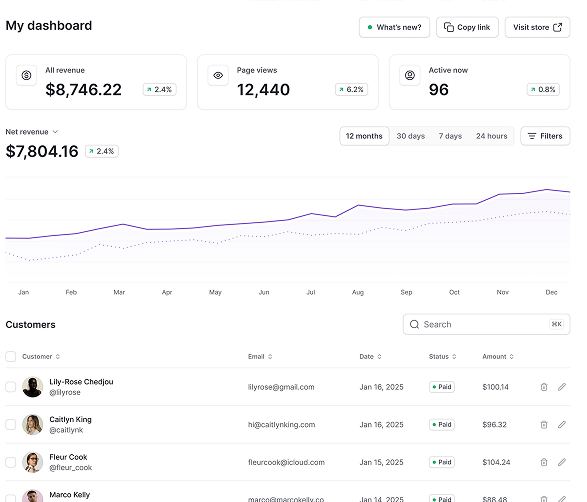 My dashboard
What's new?
Copy link
Visit store
All revenue
$8,746.22
2.4%
Page views
12,440
6.2%
Active now
96
0.8%
Net revenue
$7,804.16
2.4%
12 months
30 days
7 days
24 hours
Filters
Jan Feb Mar Apr May Jun Jul Aug Sep Oct Nov Dec
Customers
Search
⌘K
Customer Email Date Status Amount
Lily-Rose Chedjou
@lilyrose
lilyrose@gmail.com
Jan 16, 2025
Paid
$100.14
Caitlyn King
@caitlynk
hi@caitlynking.com
Jan 16, 2025
Paid
$96.32
Fleur Cook
@fleur_cook
fleurcook@icloud.com
Jan 15, 2025
Paid
$104.24
Marco Kelly
marco@marcokelly.co
Jan 14, 2025
Paid
$88.48